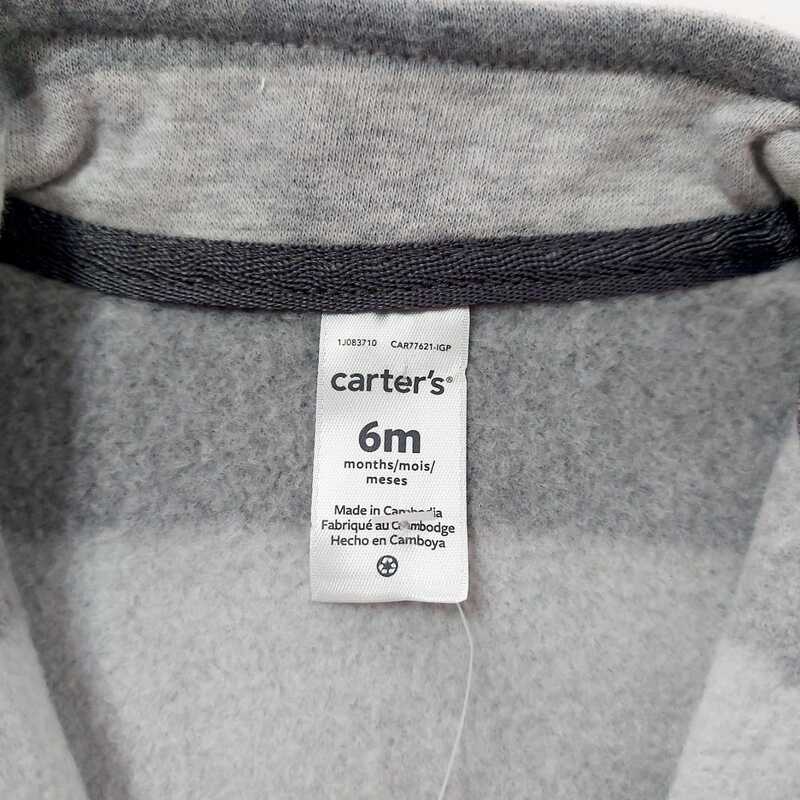 1J083710 CAR77621-IGP
carter's®
6m
months/mois/
meses
Made in Cambodia
Fabriqué au Cambodge
Hecho en Camboya